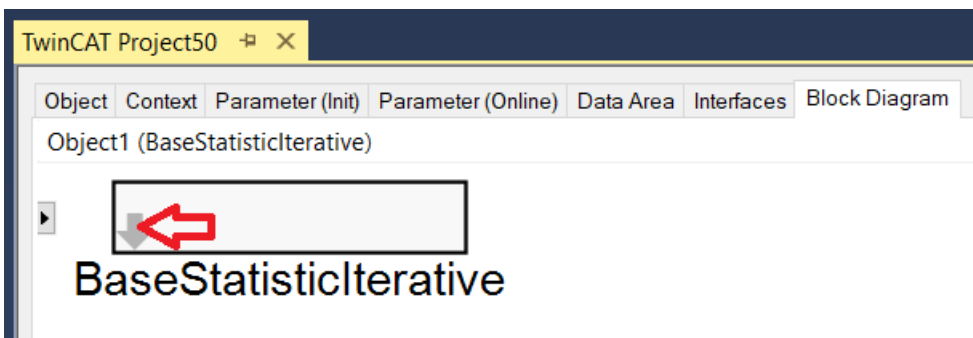 TwinCAT Project50
Object Context Parameter (Init) Parameter (Online) Data Area Interfaces Block Diagram
Object1 (BaseStatisticIterative)
BaseStatisticIterative